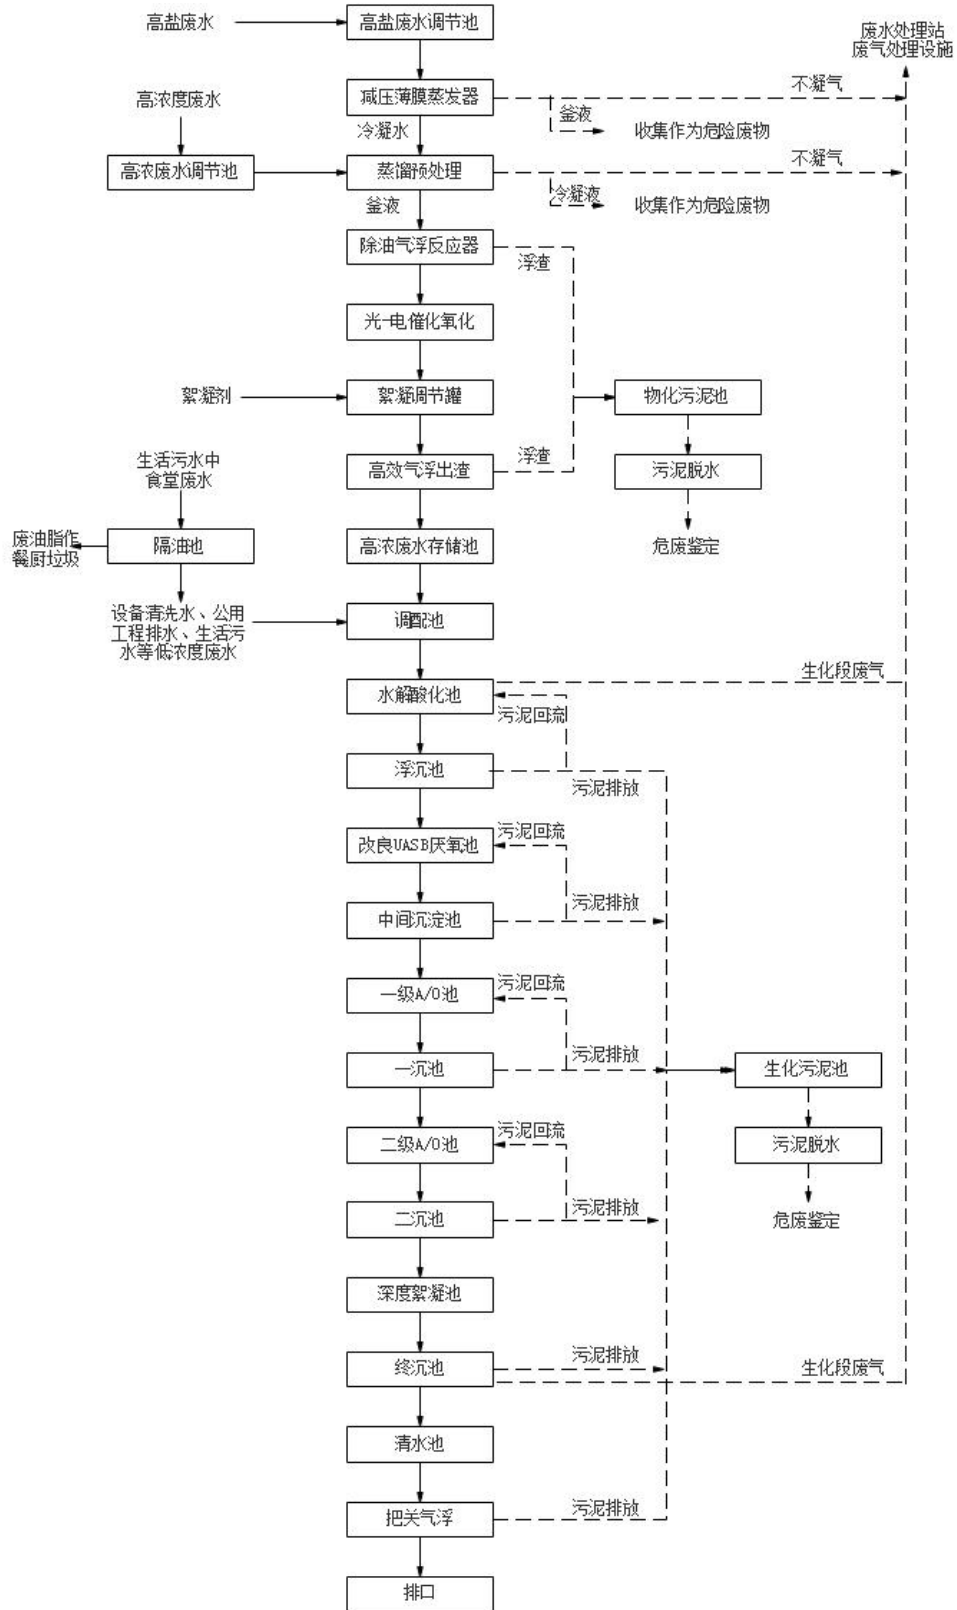 高盐废水
高盐废水调节池
废水处理站
废气处理设施
高浓度废水
减压薄膜蒸发器
不凝气
釜液
冷凝水
收集作为危险废物
高浓废水调节池
蒸馏预处理
不凝气
冷凝液
釜液
收集作为危险废物
除油气浮反应器
浮查
光-电催化氧化
絮凝剂
絮凝调节罐
物化污泥池
生活污水中
食堂废水
高效气浮出渣
浮查
污泥脱水
废油脂作
餐厨垃圾
隔油池
高浓废水存储池
危废鉴定
设备清洗水、公用
工程排水、生活污
水等低浓度废水
调配池
生化段废气
水解酸化池
污泥回流
浮沉池
污泥排放
污泥回流
改良UASB厌氧池
污泥排放
中间沉淀池
污泥回流
一级A/O池
污泥排放
一沉池
生化污泥池
污泥回流
二级A/O池
污泥脱水
污泥排放
二沉池
危废鉴定
深度絮凝池
污泥排放
终沉池
生化段废气
清水池
污泥排放
把关气浮
排口